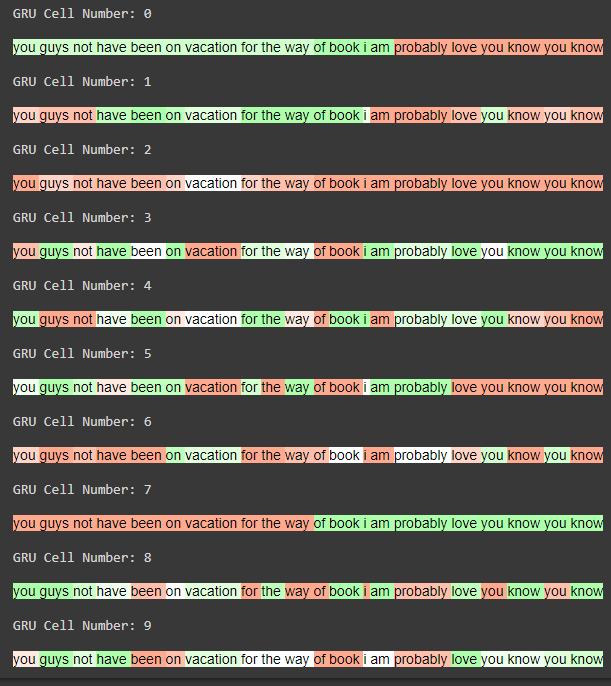 GRU Cell Number: 0
you guys not have been on vacation for the way of book i am probably love you know you know
GRU Cell Number: 1
you guys not have been on vacation for the way of book i am probably love you know you know
GRU Cell Number: 2
you guys not have been on vacation for the way of book i am probably love you know you know
GRU Cell Number: 3
you guys not have been on vacation for the way of book i am probably love you know you know
GRU Cell Number: 4
you guys not have been on vacation for the way of book i am probably love you know you know
GRU Cell Number: 5
you guys not have been on vacation for the way of book i am probably love you know you know
GRU Cell Number: 6
you guys not have been on vacation for the way of book i am probably love you know you know
GRU Cell Number: 7
you guys not have been on vacation for the way of book i am probably love you know you know
GRU Cell Number: 8
you guys not have been on vacation for the way of book i am probably love you know you know
GRU Cell Number: 9
you guys not have been on vacation for the way of book i am probably love you know you know